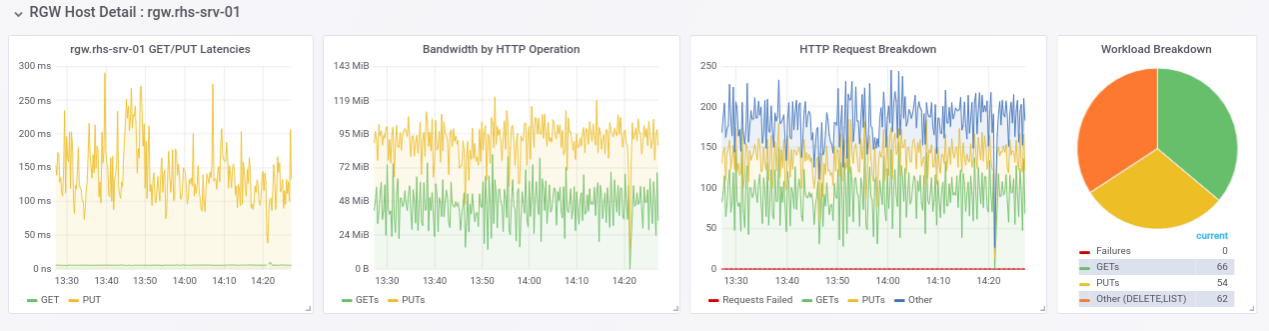 RGW Host Detail : rgw.rhs-srv-01
rgw.rhs-srv-01 GET/PUT Latencies
300 ms
250 ms
200 ms
150 ms
100 ms
50 ms
0 ns
13:30 13:40 13:50 14:00 14:10 14:20
GET PUT
Bandwidth by HTTP Operation
143 MiB
119 MiB
95 MiB
72 MiB
48 MiB
24 MiB
0 B
13:30 13:40 13:50 14:00 14:10 14:20
GETs PUTs
HTTP Request Breakdown
250
200
150
100
50
0
13:30 13:40 13:50 14:00 14:10 14:20
Requests Failed GETs PUTs Other
Workload Breakdown
current
Failures 0
GETs 66
PUTs 54
Other (DELETE,LIST) 62